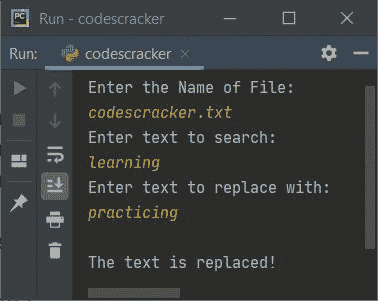 PC
Run - codescracker
Run:
codescracker
Enter the Name of File:
codescracker.txt
Enter text to search:
learning
Enter text to replace with:
practicing
The text is replaced!